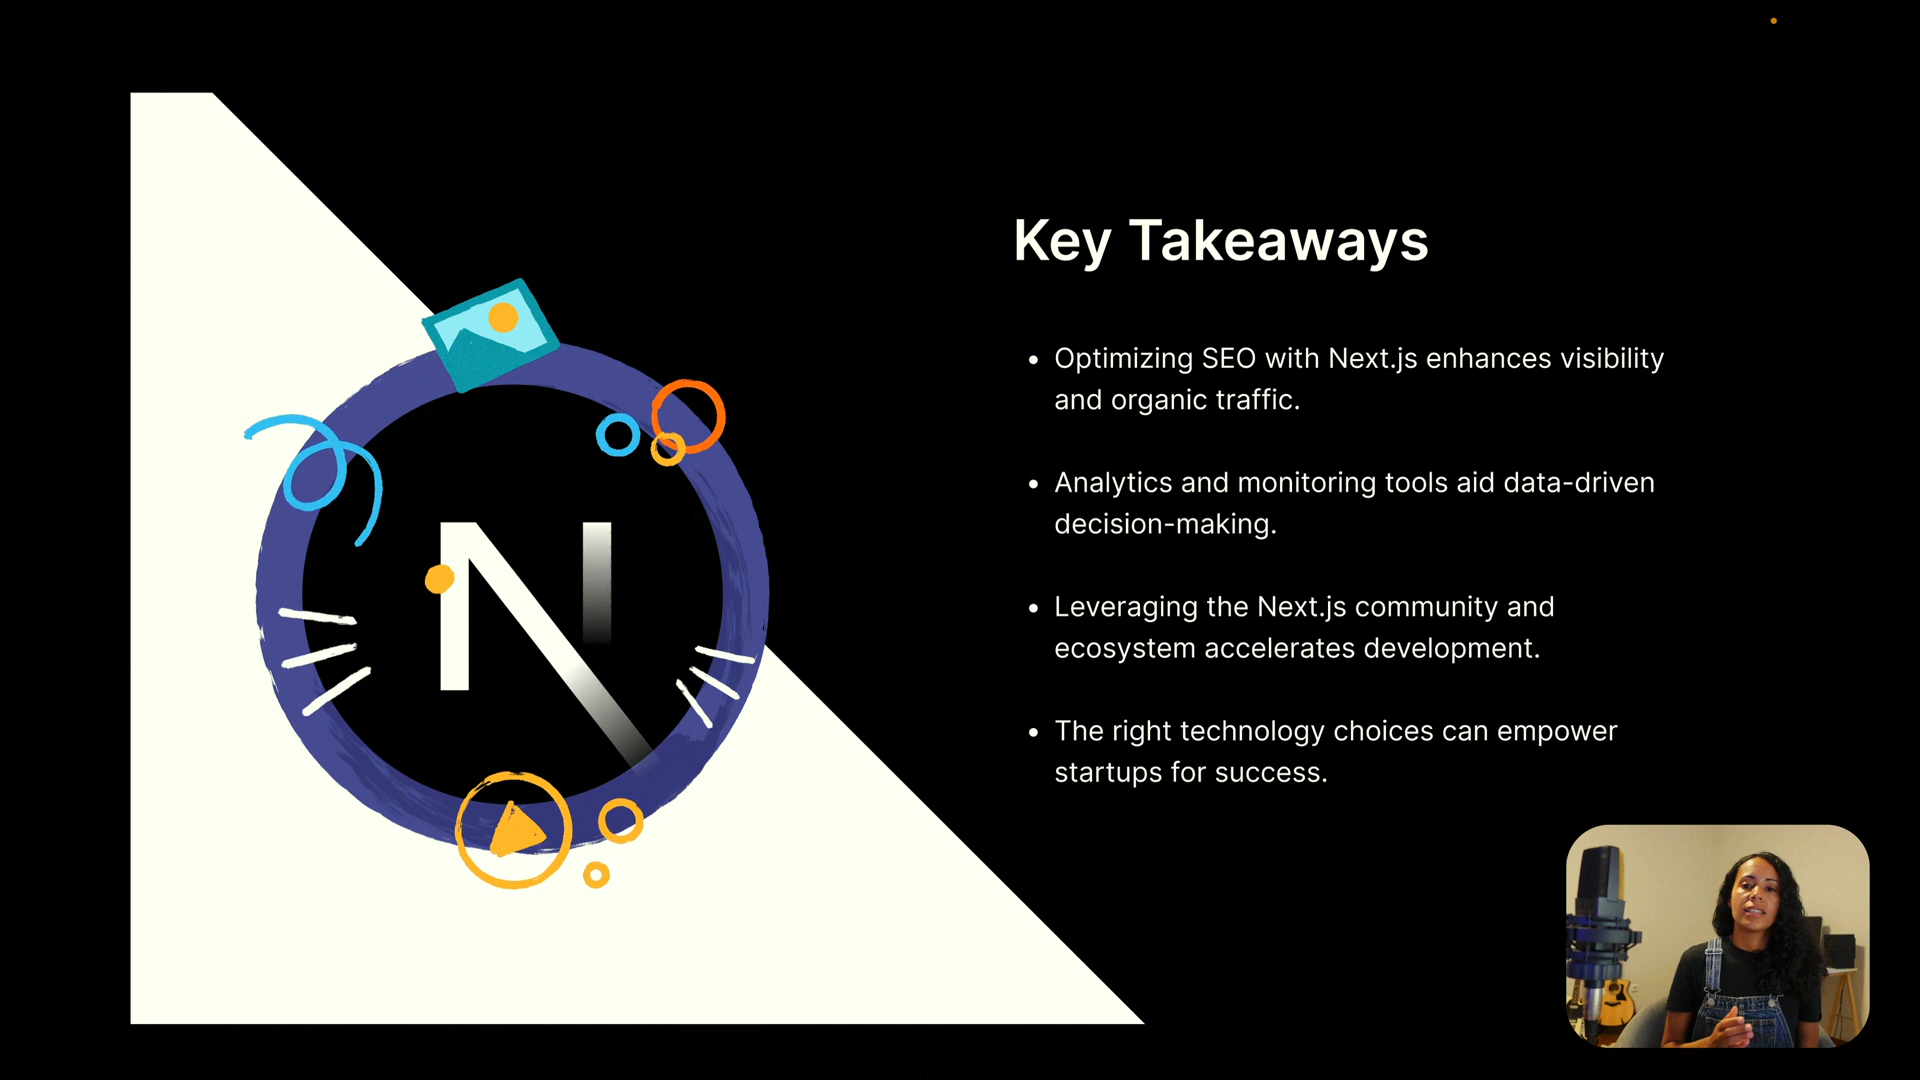 Key Takeaways
• Optimizing SEO with Next.js enhances visibility
and organic traffic.
• Analytics and monitoring tools aid data-driven
decision-making.
• Leveraging the Next.js community and
ecosystem accelerates development.
• The right technology choices can empower
startups for success.
N